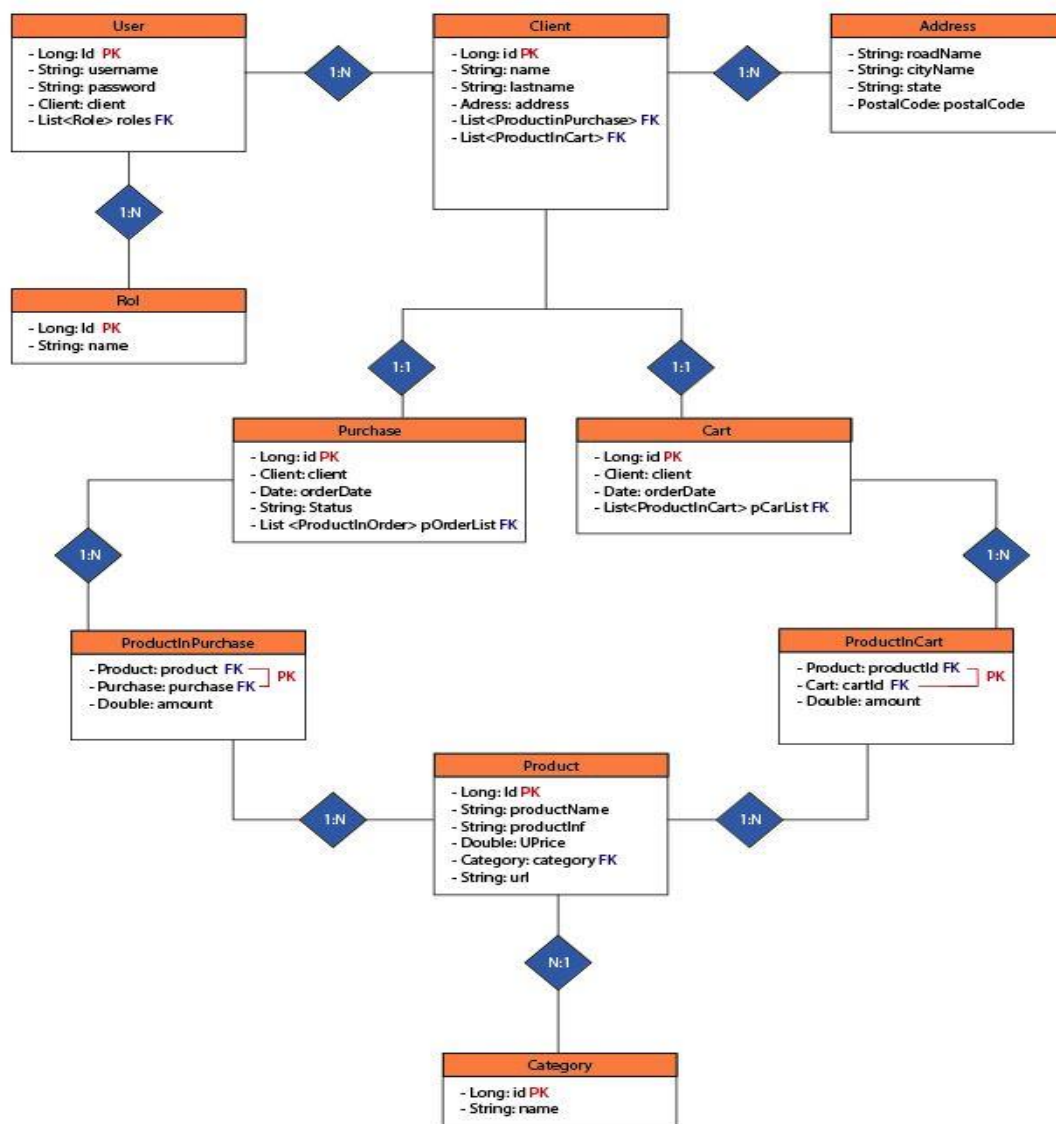 User
- Long: Id PK
- String: username
- String: password
- Client: client
- List<Role> roles FK
1:N
Client
- Long: id PK
- String: name
- String: lastname
- Adress: address
- List<ProductinPurchase> FK
- List<ProductInCart> FK
1:N
Address
- String: roadName
- String: cityName
- String: state
- PostalCode: postalCode
1:N
Rol
- Long: Id PK
- String: name
1:1
1:1
Purchase
- Long: id PK
- Client: client
- Date: orderDate
- String: Status
- List <ProductInOrder> pOrderList FK
Cart
- Long: id PK
- Client: client
- Date: orderDate
- List<ProductInCart> pCarList FK
1:N
1:N
ProductInPurchase
- Product: product FK
- Purchase: purchase FK
PK
- Double: amount
ProductInCart
- Product: productId FK
- Cart: cartId FK
PK
- Double: amount
1:N
Product
- Long: Id PK
- String: productName
- String: productInf
- Double: UPrice
- Category: category FK
- String: url
1:N
N:1
Category
- Long: id PK
- String: name